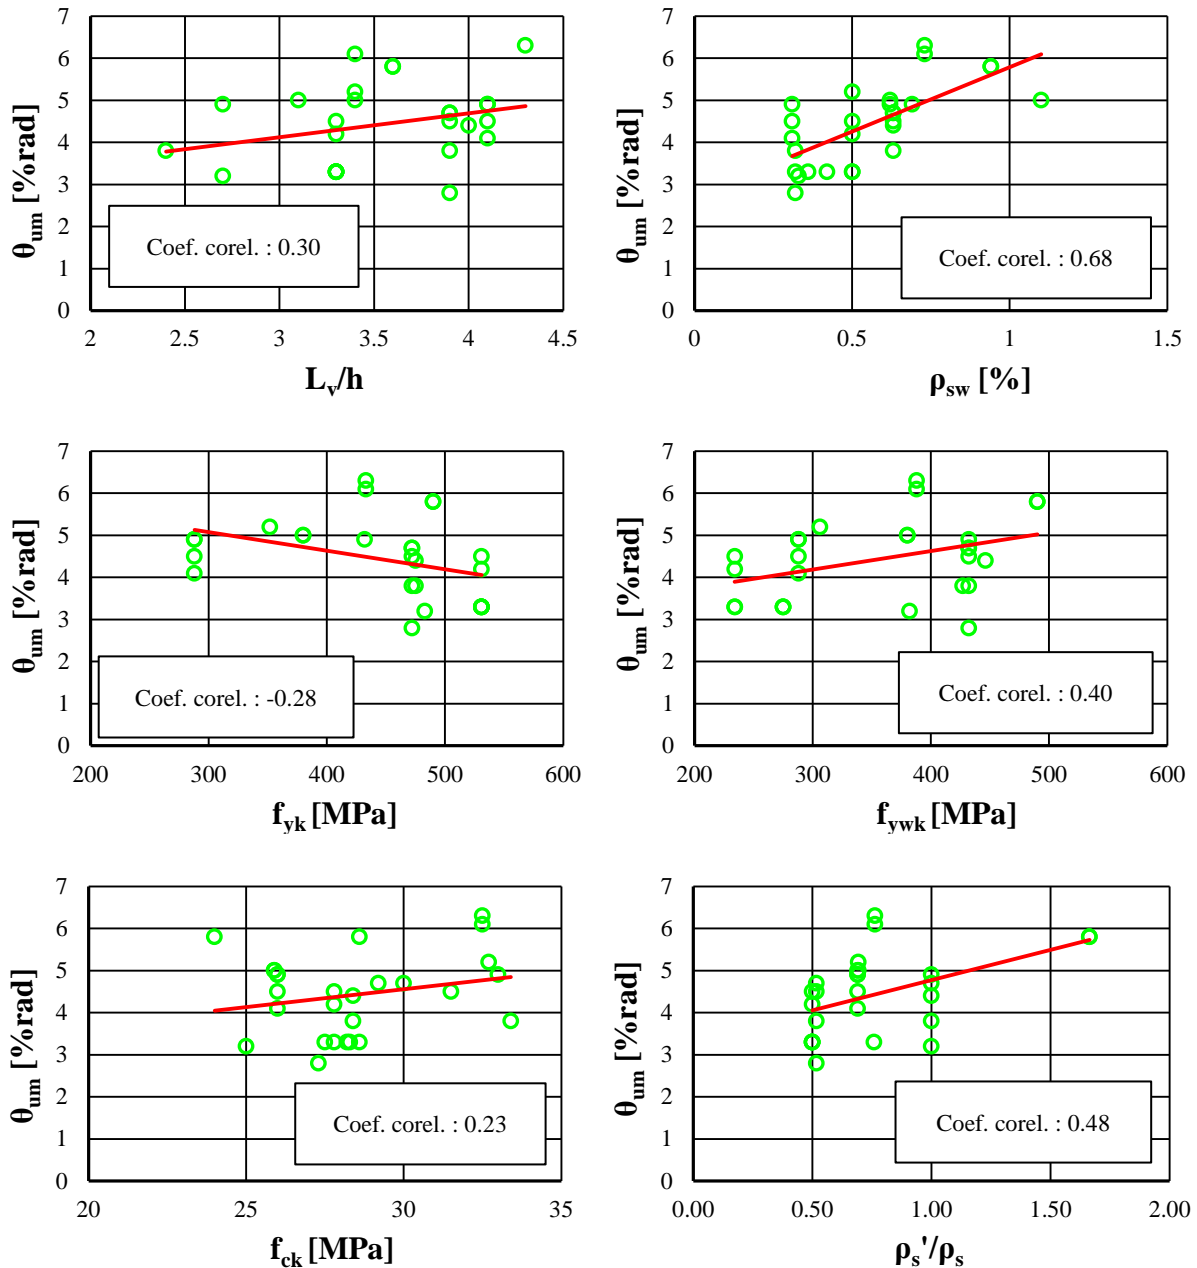 7
6
5
4
3
2
1
0
θum [%rad]
Coef. corel. : 0.30
2 2.5 3 3.5 4 4.5
Lv/h
7
6
5
4
3
2
1
0
θum [%rad]
Coef. corel. : 0.68
0 0.5 1 1.5
ρsw [%]
7
6
5
4
3
2
1
0
θum [%rad]
Coef. corel. : -0.28
200 300 400 500 600
fyk [MPa]
7
6
5
4
3
2
1
0
θum [%rad]
Coef. corel. : 0.40
200 300 400 500 600
fywk [MPa]
7
6
5
4
3
2
1
0
θum [%rad]
Coef. corel. : 0.23
20 25 30 35
fck [MPa]
7
6
5
4
3
2
1
0
θum [%rad]
Coef. corel. : 0.48
0.00 0.50 1.00 1.50 2.00
ρs'/ρs